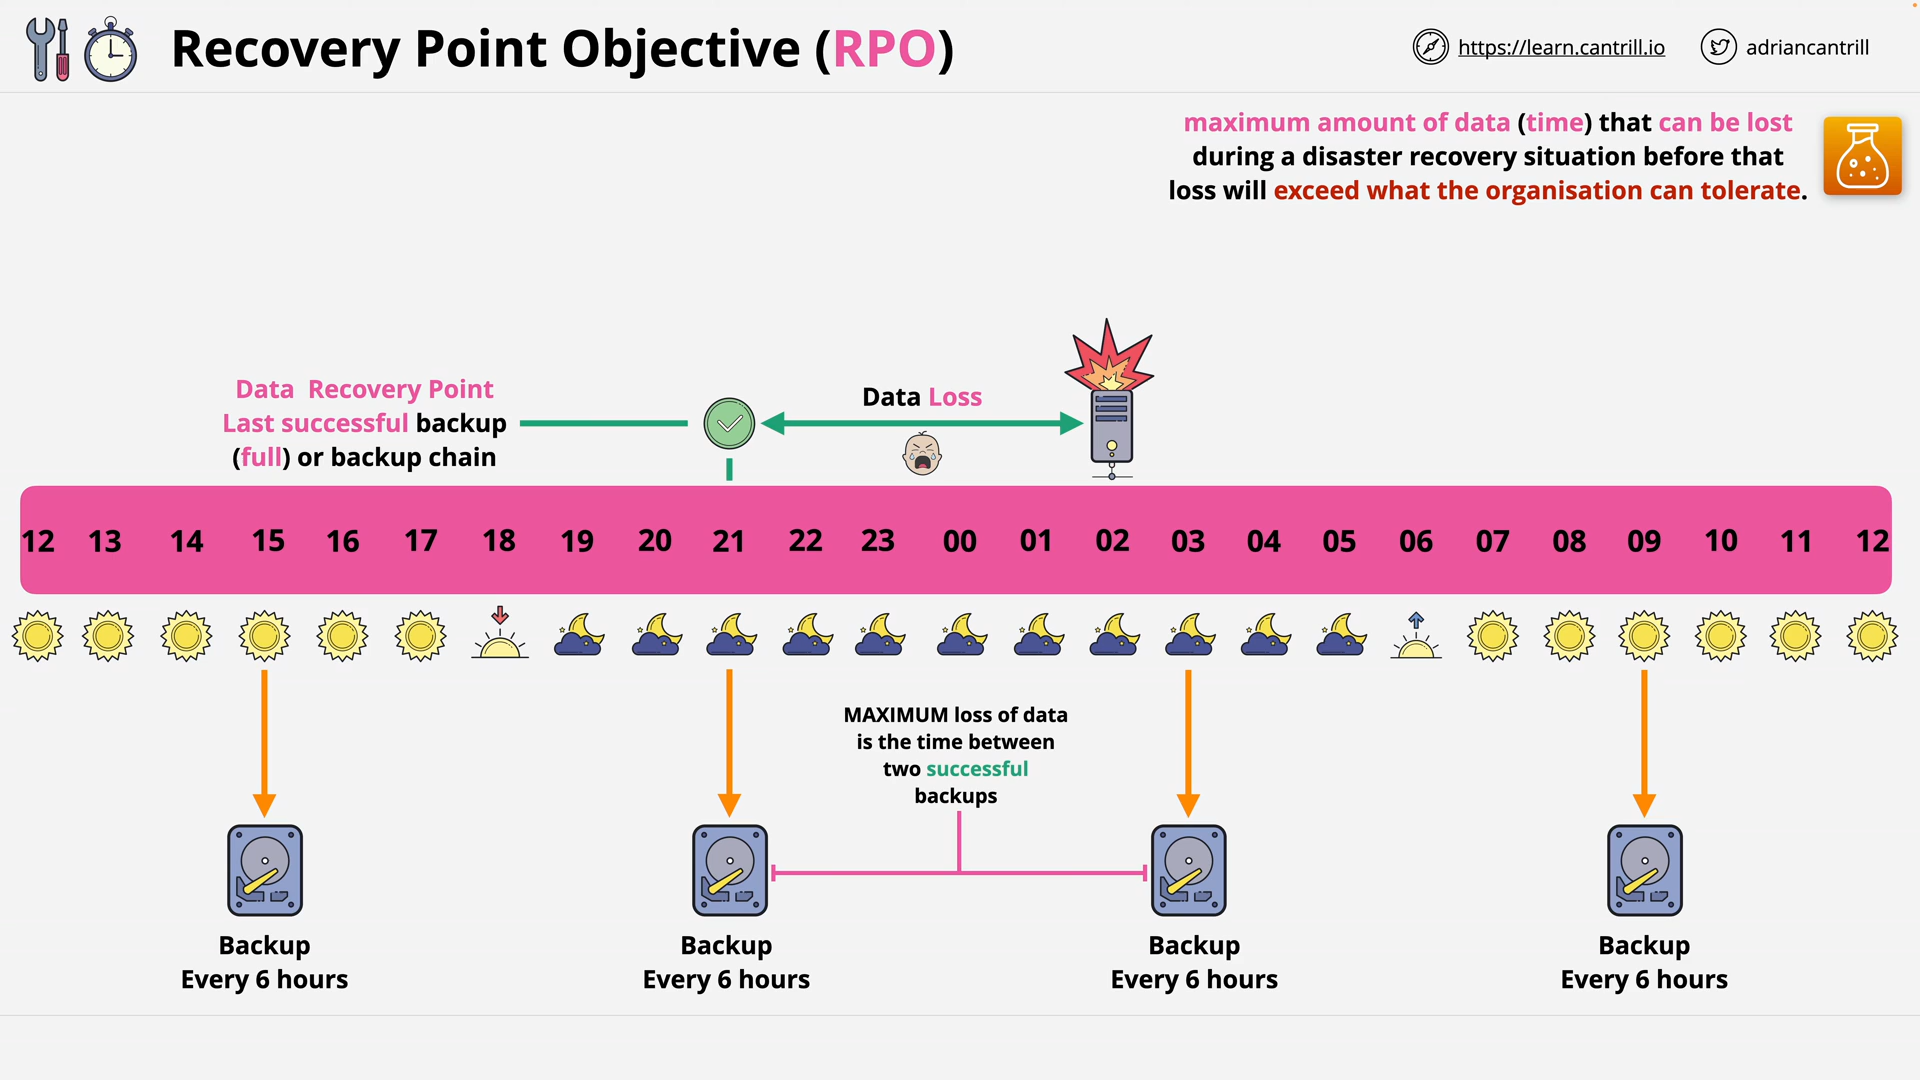 Recovery Point Objective (RPO)
https://learn.cantrill.io
adriancantrill
maximum amount of data (time) that can be lost
during a disaster recovery situation before that
loss will exceed what the organisation can tolerate.
Data Recovery Point
Last successful backup
(full) or backup chain
Data Loss
12 13 14 15 16 17 18 19 20 21 22 23 00 01 02 03 04 05 06 07 08 09 10 11 12
MAXIMUM loss of data
is the time between
two successful
backups
Backup
Every 6 hours
Backup
Every 6 hours
Backup
Every 6 hours
Backup
Every 6 hours